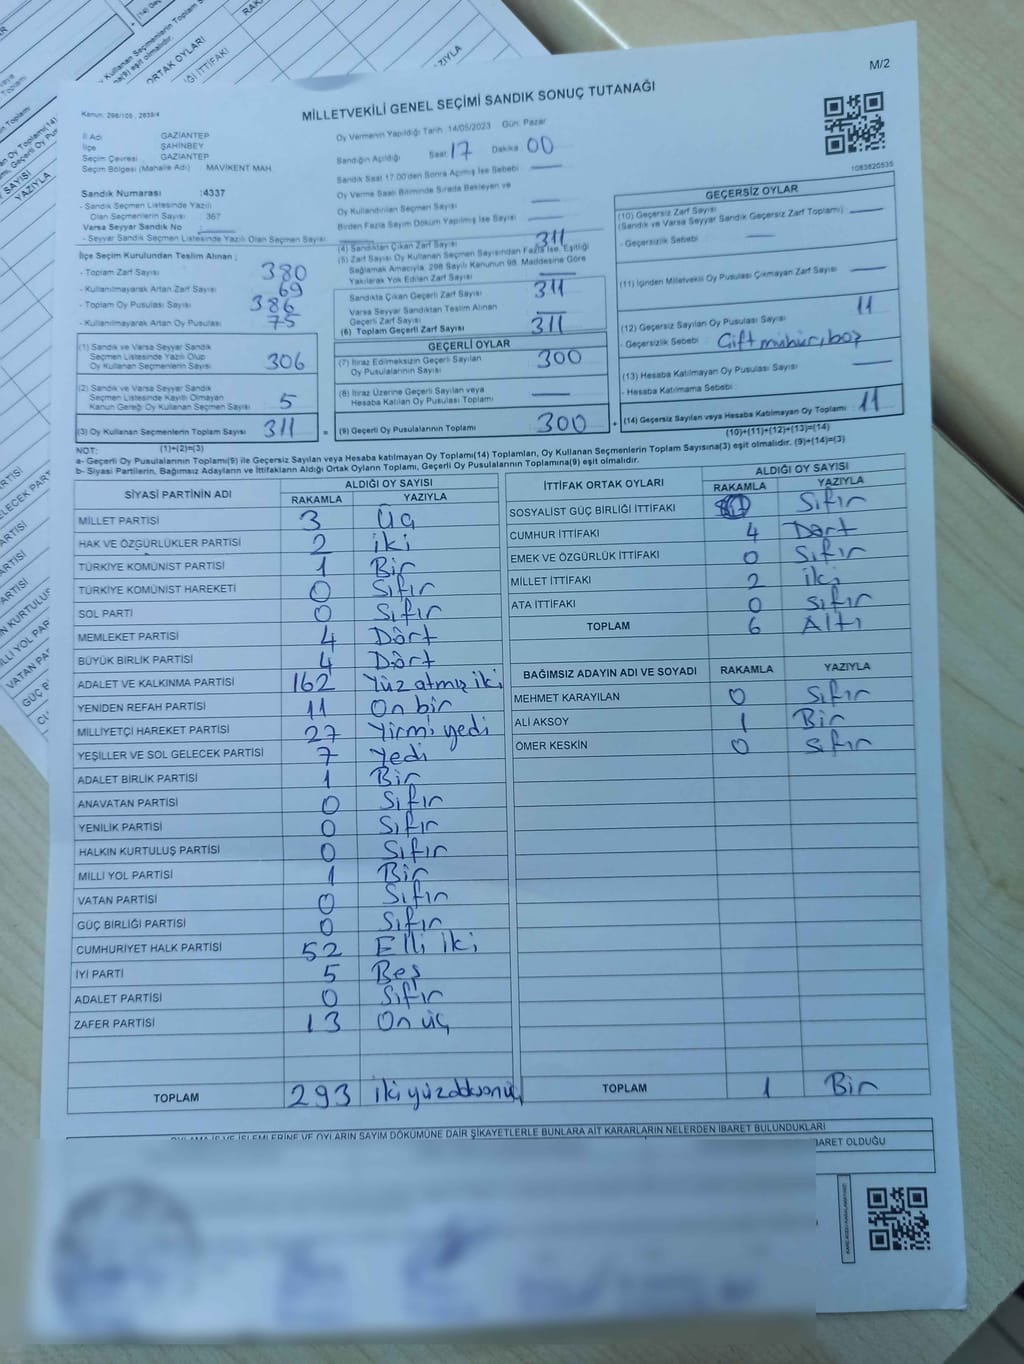 M/2
MİLLETVEKİLİ GENEL SEÇİMİ SANDIK SONUÇ TUTANAĞI
Kanun: 298/105 , 2839/4
İl Adı GAZİANTEP
İlçe ŞAHİNBEY
Seçim Çevresi GAZİANTEP
Seçim Bölgesi (Mahalle Adı) : MAVİKENT MAH.
Sandık Numarası :4337
- Sandık Seçmen Listesinde Yazılı
Olan Seçmenlerin Sayısı : 367
Varsa Seyyar Sandık No
- Seyyar Sandık Seçmen Listesinde Yazılı Olan Seçmen Sayısı :
İlçe Seçim Kurulundan Teslim Alınan ;
- Toplam Zarf Sayısı 380
- Kullanılmayarak Artan Zarf Sayısı 69
- Toplam Oy Pusulası Sayısı 386
- Kullanılmayarak Artan Oy Pusulası 75
(1) Sandık ve Varsa Seyyar Sandık
Seçmen Listesinde Yazılı Olup
Oy Kullanan Seçmenlerin Sayısı 306
(2) Sandık ve Varsa Seyyar Sandık
Seçmen Listesinde Kayıtlı Olmayan
Kanun Gereği Oy Kullanan Seçmen Sayısı 5
(3) Oy Kullanan Seçmenlerin Toplam Sayısı 311
Oy Vermenin Yapıldığı Tarih : 14/05/2023 Gün: Pazar
Sandığın Açıldığı Saat 17 Dakika 00
Sandık Saat 17.00'den Sonra Açılmış İse Sebebi :
Oy Verme Saati Bitiminde Sırada Bekleyen ve
Oy Kullandırılan Seçmen Sayısı
Birden Fazla Sayım Döküm Yapılmış İse Sayısı
(4) Sandıktan Çıkan Zarf Sayısı 311
(5) Zarf Sayısı Oy Kullanan Seçmen Sayısından Fazla İse, Eşitliği
Sağlamak Amacıyla, 298 Sayılı Kanunun 98. Maddesine Göre
Yakılarak Yok Edilen Zarf Sayısı
Sandıkta Çıkan Geçerli Zarf Sayısı 311
Varsa Seyyar Sandıktan Teslim Alınan
Geçerli Zarf Sayısı
(6) Toplam Geçerli Zarf Sayısı 311
GEÇERLİ OYLAR
(7) İtiraz Edilmeksizin Geçerli Sayılan
Oy Pusulalarının Sayısı 300
(8) İtiraz Üzerine Geçerli Sayılan veya
Hesaba Katılan Oy Pusulası Toplamı
= (9) Geçerli Oy Pusulalarının Toplamı 300
1083620535
GEÇERSİZ OYLAR
(10) Geçersiz Zarf Sayısı
(Sandık ve Varsa Seyyar Sandık Geçersiz Zarf Toplamı)
- Geçersizlik Sebebi :
(11) İçinden Milletvekili Oy Pusulası Çıkmayan Zarf Sayısı
(12) Geçersiz Sayılan Oy Pusulası Sayısı 11
- Geçersizlik Sebebi : Çift mühür, boş
(13) Hesaba Katılmayan Oy Pusulası Sayısı
- Hesaba Katılmama Sebebi :
+ (14) Geçersiz Sayılan veya Hesaba Katılmayan Oy Toplamı 11
NOT: (1)+(2)=(3) (10)+(11)+(12)+(13)=(14)
a- Geçerli Oy Pusulalarının Toplamı(9) ile Geçersiz Sayılan veya Hesaba katılmayan Oy Toplamı(14) Toplamları, Oy Kullanan Seçmenlerin Toplam Sayısına(3) eşit olmalıdır. (9)+(14)=(3)
b- Siyasi Partilerin, Bağımsız Adayların ve İttifakların Aldığı Ortak Oyların Toplamı, Geçerli Oy Pusulalarının Toplamına(9) eşit olmalıdır.
SİYASİ PARTİNİN ADI ALDIĞI OY SAYISI
RAKAMLA YAZIYLA
MİLLET PARTİSİ 3 Üç
HAK VE ÖZGÜRLÜKLER PARTİSİ 2 iki
TÜRKİYE KOMÜNİST PARTİSİ 1 Bir
TÜRKİYE KOMÜNİST HAREKETİ 0 Sıfır
SOL PARTİ 0 Sıfır
MEMLEKET PARTİSİ 4 Dört
BÜYÜK BİRLİK PARTİSİ 4 Dört
ADALET VE KALKINMA PARTİSİ 162 Yüz atmış iki
YENİDEN REFAH PARTİSİ 11 On bir
MİLLİYETÇİ HAREKET PARTİSİ 27 Yirmi yedi
YEŞİLLER VE SOL GELECEK PARTİSİ 7 Yedi
ADALET BİRLİK PARTİSİ 1 Bir
ANAVATAN PARTİSİ 0 Sıfır
YENİLİK PARTİSİ 0 Sıfır
HALKIN KURTULUŞ PARTİSİ 0 Sıfır
MİLLİ YOL PARTİSİ 1 Bir
VATAN PARTİSİ 0 Sıfır
GÜÇ BİRLİĞİ PARTİSİ 0 Sıfır
CUMHURİYET HALK PARTİSİ 52 Elli iki
İYİ PARTİ 5 Beş
ADALET PARTİSİ 0 Sıfır
ZAFER PARTİSİ 13 On üç
TOPLAM 293 iki yüz
İTTİFAK ORTAK OYLARI ALDIĞI OY SAYISI
RAKAMLA YAZIYLA
SOSYALİST GÜÇ BİRLİĞİ İTTİFAKI Sıfır
CUMHUR İTTİFAKI 4 Dört
EMEK VE ÖZGÜRLÜK İTTİFAKI 0 Sıfır
MİLLET İTTİFAKI 2 iki
ATA İTTİFAKI 0 Sıfır
TOPLAM 6 Altı
BAĞIMSIZ ADAYIN ADI VE SOYADI RAKAMLA YAZIYLA
MEHMET KARAYILAN 0 Sıfır
ALİ AKSOY 1 Bir
ÖMER KESKİN 0 Sıfır
TOPLAM 1 Bir
OYLAMA İŞ VE İŞLEMLERİNE VE OYLARIN SAYIM DÖKÜMÜNE DAİR ŞİKAYETLERLE BUNLARA AİT KARARLARIN NELERDEN İBARET BULUNDUKLARI
İBARET OLDUĞU